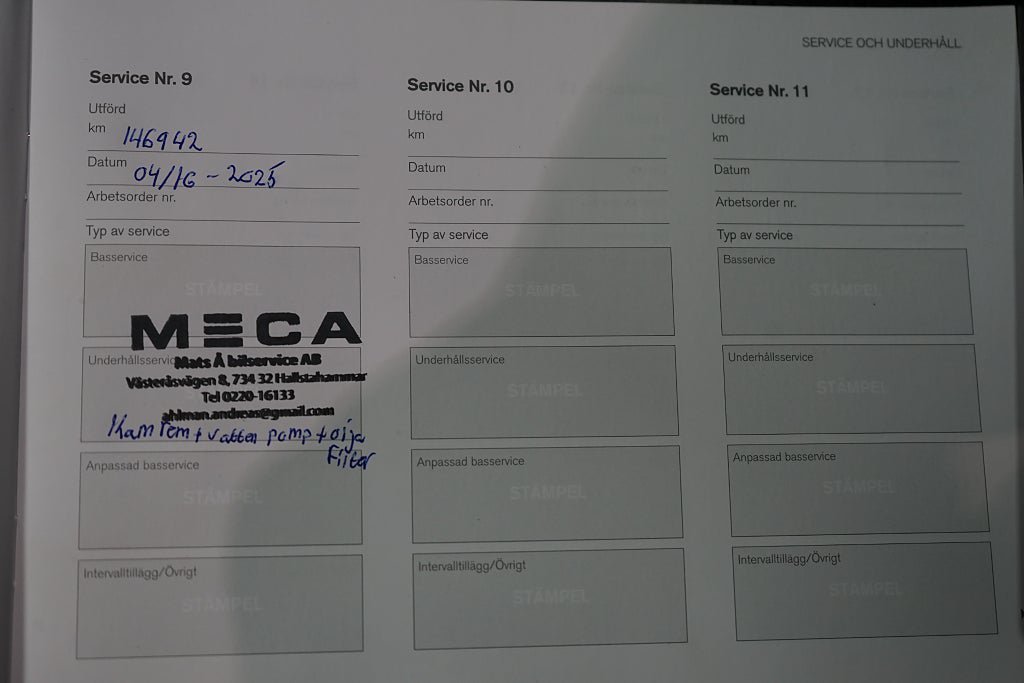 SERVICE OCH UNDERHÅLL
Service Nr. 9
Utförd
km 146942
Datum 04/16 - 2025
Arbetsorder nr.
Typ av service
Basservice
STÄMPEL
MECA
Underhållsservic
Mats Å bilservice AB
Västeråsvägen 8, 734 32 Hallstahammar
Tel 0220-16133
ahlman.andreas@gmail.com
Kamrem + vatten pamp + oija
Filter
Anpassad basservice
STÄMPEL
Intervalltillägg/Övrigt
STÄMPEL
Service Nr. 10
Utförd
km
Datum
Arbetsorder nr.
Typ av service
Basservice
STÄMPEL
Underhållsservice
STÄMPEL
Anpassad basservice
STÄMPEL
Intervalltillägg/Övrigt
STÄMPEL
Service Nr. 11
Utförd
km
Datum
Arbetsorder nr.
Typ av service
Basservice
STÄMPEL
Underhållsservice
STÄMPEL
Anpassad basservice
STÄMPEL
Intervalltillägg/Övrigt
STÄMPEL